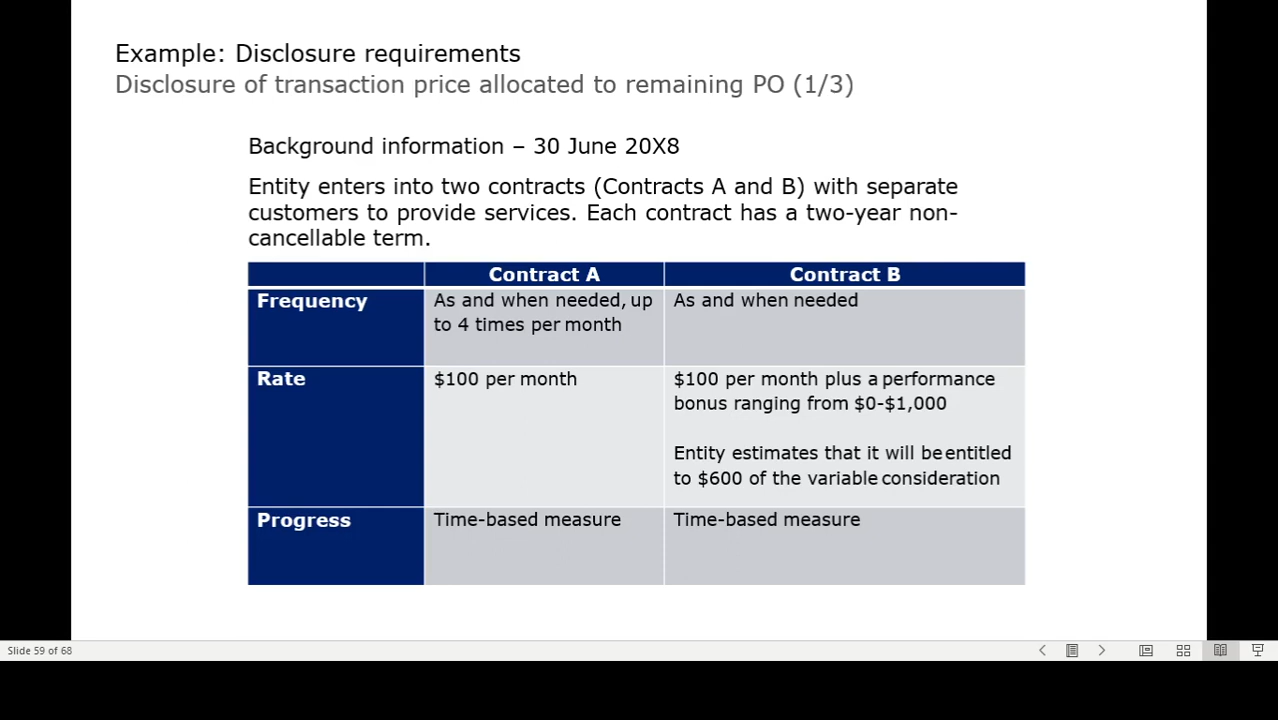 Example: Disclosure requirements
Disclosure of transaction price allocated to remaining PO (1/3)
Background information – 30 June 20X8
Entity enters into two contracts (Contracts A and B) with separate
customers to provide services. Each contract has a two-year non-
cancellable term.
Contract A
Contract B
Frequency
As and when needed, up
to 4 times per month
As and when needed
Rate
$100 per month
$100 per month plus a performance
bonus ranging from $0-$1,000
Entity estimates that it will be entitled
to $600 of the variable consideration
Progress
Time-based measure
Time-based measure
Slide 59 of 68